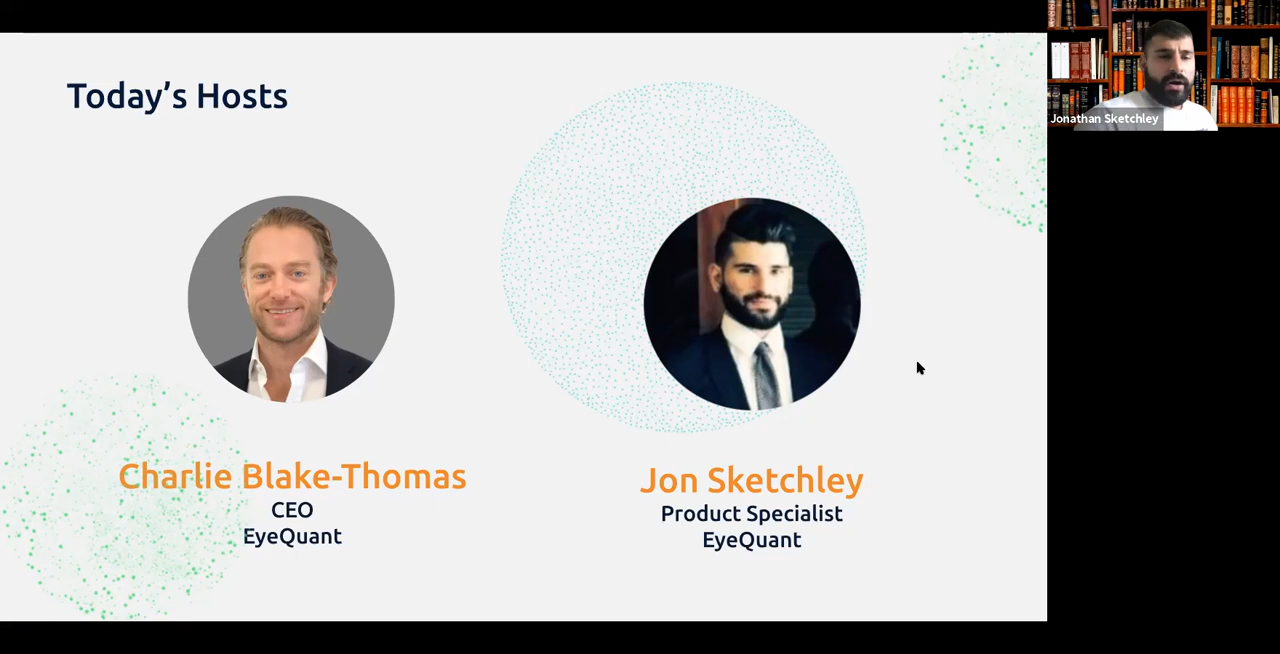 Today’s Hosts
Jonathan Sketchley
Charlie Blake-Thomas
CEO
EyeQuant
Jon Sketchley
Product Specialist
EyeQuant